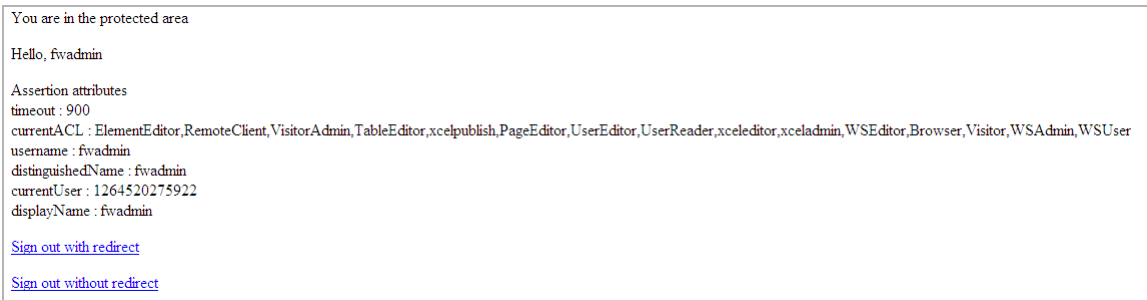 You are in the protected area
Hello, fwadmin
Assertion attributes
timeout : 900
currentACL : ElementEditor,RemoteClient,VisitorAdmin,TableEditor,xcelpublish,PageEditor,UserEditor,UserReader,xceleditor,xceladmin,WSEditor,Browser,Visitor,WSAdmin,WSUser
username : fwadmin
distinguishedName : fwadmin
currentUser : 1264520275922
displayName : fwadmin
Sign out with redirect
Sign out without redirect